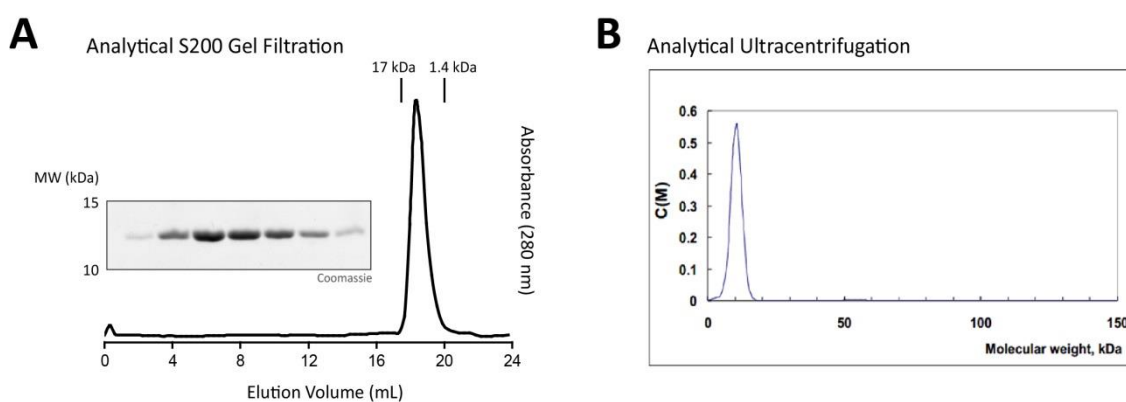 A
Analytical S200 Gel Filtration
17 kDa 1.4 kDa
MW (kDa)
15
10
Coomassie
Absorbance (280 nm)
0 4 8 12 16 20 24
Elution Volume (mL)
B
Analytical Ultracentrifugation
0.6
0.5
0.4
0.3
0.2
0.1
0
C(M)
0 50 100 150
Molecular weight, kDa